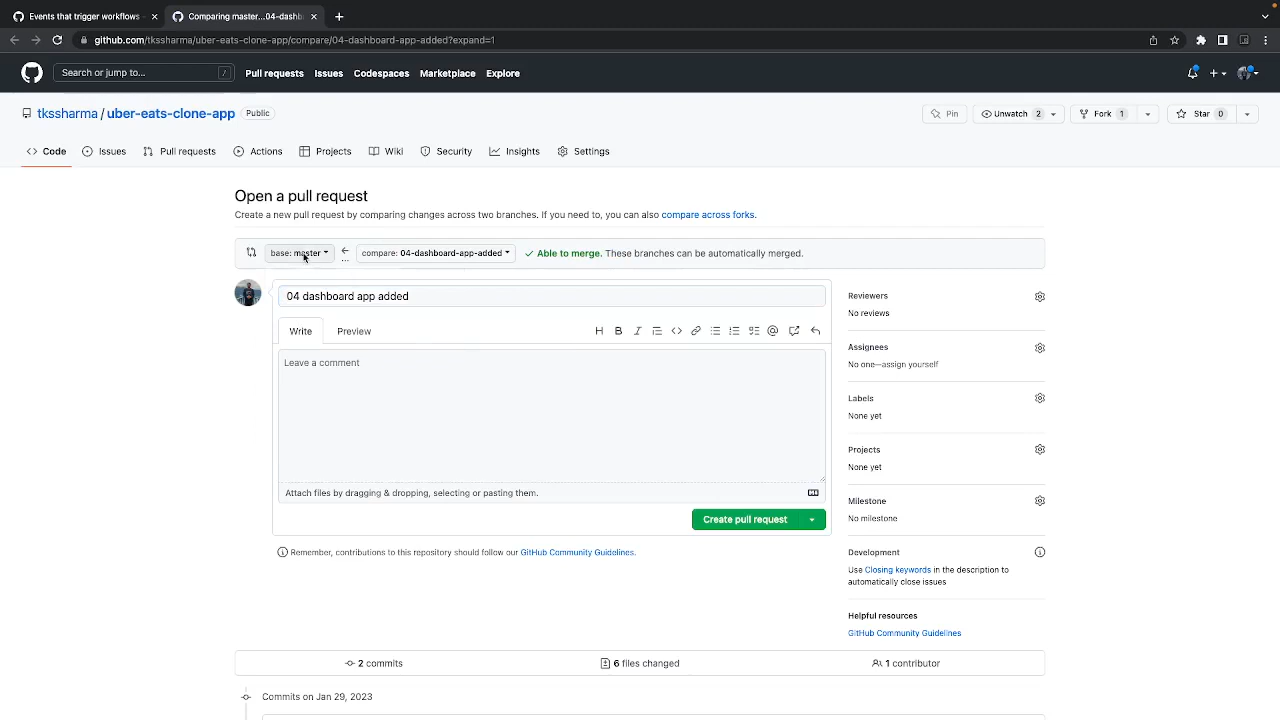 Events that trigger workflows
Comparing master...04-dashb
github.com/tkssharma/uber-eats-clone-app/compare/04-dashboard-app-added?expand=1
Search or jump to... / Pull requests Issues Codespaces Marketplace Explore
tkssharma / uber-eats-clone-app Public
Pin Unwatch 2 Fork 1 Star 0
Code Issues Pull requests Actions Projects Wiki Security Insights Settings
Open a pull request
Create a new pull request by comparing changes across two branches. If you need to, you can also compare across forks.
base: master compare: 04-dashboard-app-added Able to merge. These branches can be automatically merged.
04 dashboard app added
Write Preview
Leave a comment
Attach files by dragging & dropping, selecting or pasting them.
Create pull request
Remember, contributions to this repository should follow our GitHub Community Guidelines.
Reviewers
No reviews
Assignees
No one—assign yourself
Labels
None yet
Projects
None yet
Milestone
No milestone
Development
Use Closing keywords in the description to
automatically close issues
Helpful resources
GitHub Community Guidelines
2 commits 6 files changed 1 contributor
Commits on Jan 29, 2023